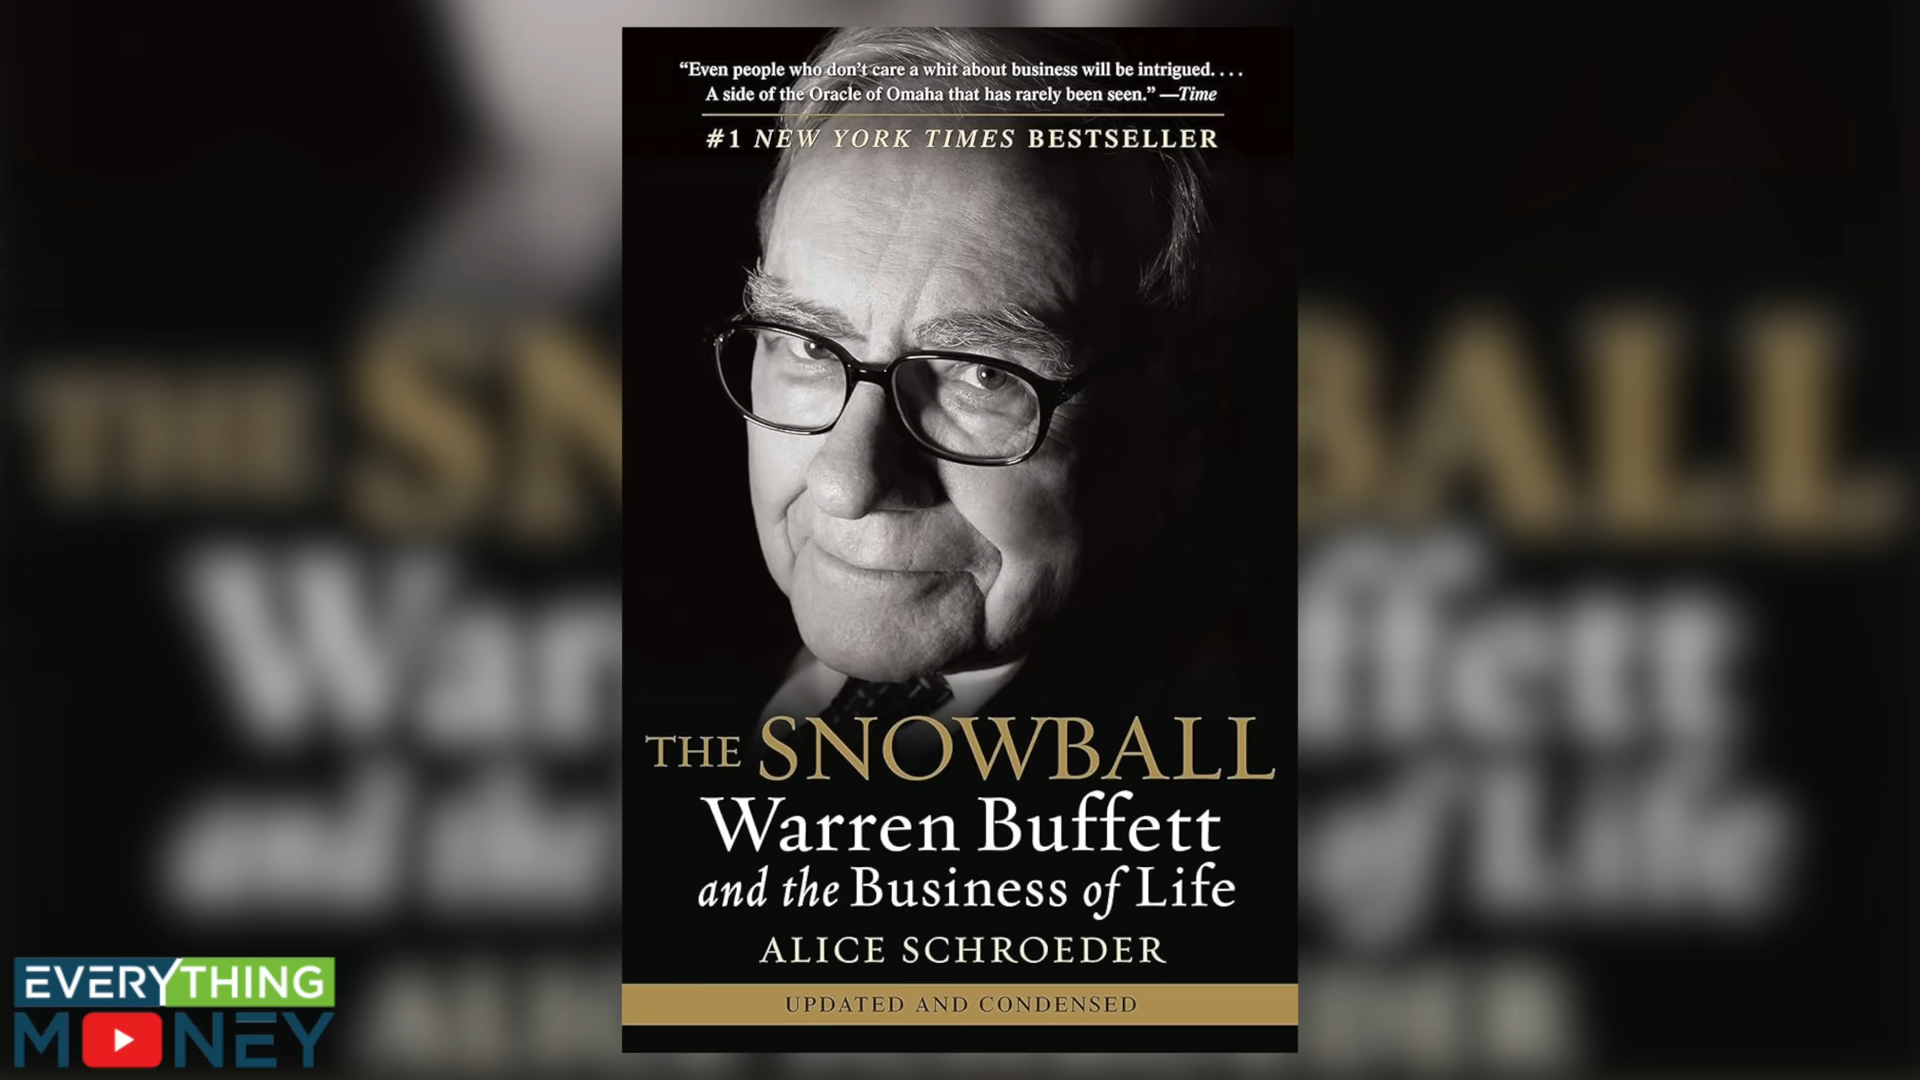 “Even people who don’t care a whit about business will be intrigued. . . .
A side of the Oracle of Omaha that has rarely been seen.” —Time
#1 NEW YORK TIMES BESTSELLER
THE SNOWBALL
Warren Buffett
and the Business of Life
ALICE SCHROEDER
UPDATED AND CONDENSED
EVERYTHING
MONEY